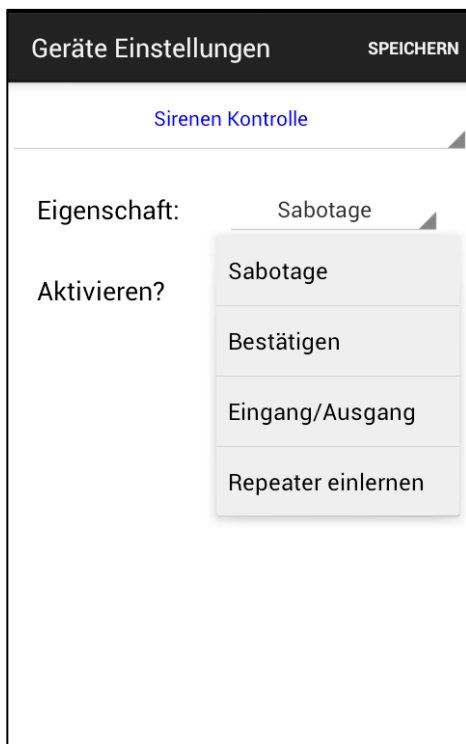 Geräte Einstellungen SPEICHERN
Sirenen Kontrolle
Eigenschaft: Sabotage
Aktivieren?
Sabotage
Bestätigen
Eingang/Ausgang
Repeater einlernen